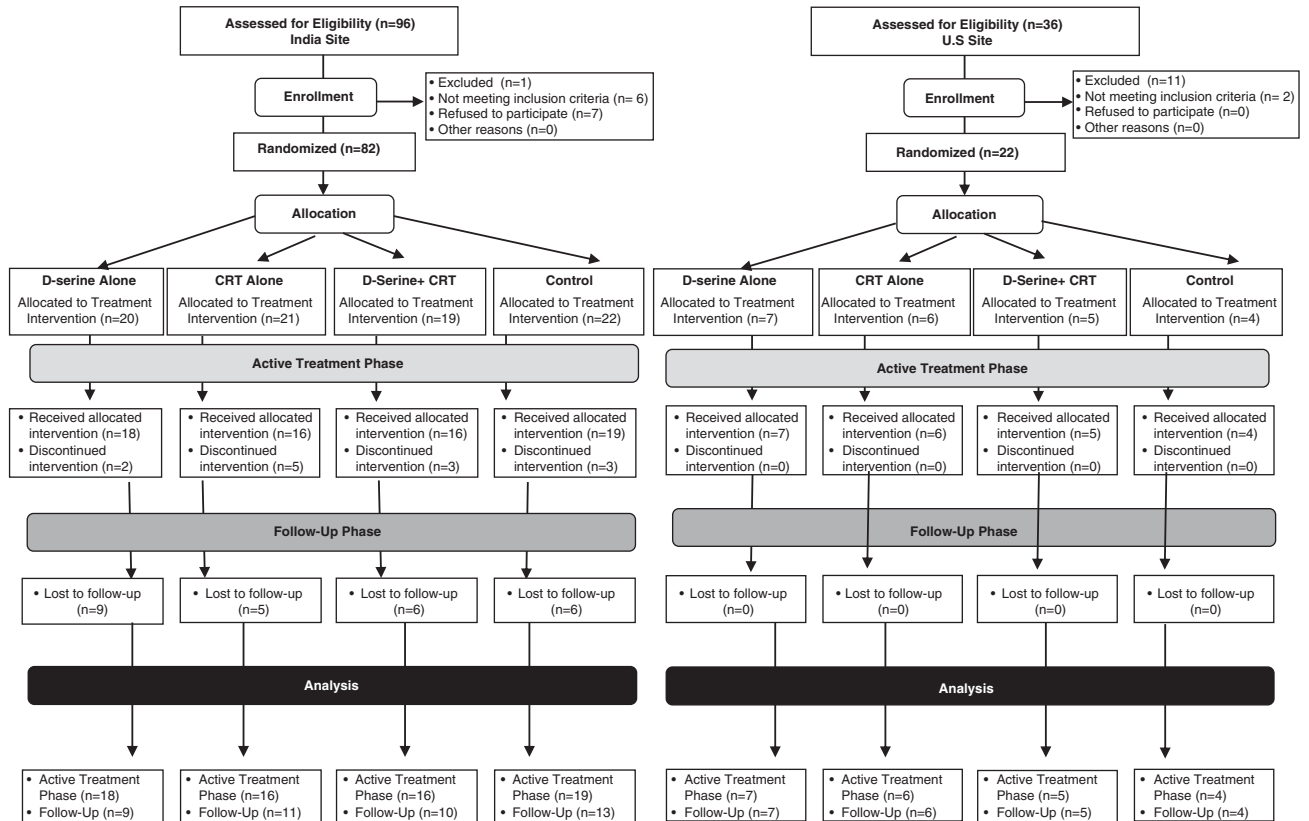 Assessed for Eligibility (n=96)
India Site
Enrollment
• Excluded (n=1)
• Not meeting inclusion criteria (n= 6)
• Refused to participate (n=7)
• Other reasons (n=0)
Randomized (n=82)
Allocation
D-serine Alone
Allocated to Treatment
Intervention (n=20)
CRT Alone
Allocated to Treatment
Intervention (n=21)
D-Serine+ CRT
Allocated to Treatment
Intervention (n=19)
Control
Allocated to Treatment
Intervention (n=22)
Active Treatment Phase
• Received allocated
intervention (n=18)
• Discontinued
intervention (n=2)
• Received allocated
intervention (n=16)
• Discontinued
intervention (n=5)
• Received allocated
intervention (n=16)
• Discontinued
intervention (n=3)
• Received allocated
intervention (n=19)
• Discontinued
intervention (n=3)
Follow-Up Phase
• Lost to follow-up
(n=9)
• Lost to follow-up
(n=5)
• Lost to follow-up
(n=6)
• Lost to follow-up
(n=6)
Analysis
• Active Treatment
Phase (n=18)
• Follow-Up (n=9)
• Active Treatment
Phase (n=16)
• Follow-Up (n=11)
• Active Treatment
Phase (n=16)
• Follow-Up (n=10)
• Active Treatment
Phase (n=19)
• Follow-Up (n=13)
Assessed for Eligibility (n=36)
U.S Site
Enrollment
• Excluded (n=11)
• Not meeting inclusion criteria (n= 2)
• Refused to participate (n=0)
• Other reasons (n=0)
Randomized (n=22)
Allocation
D-serine Alone
Allocated to Treatment
Intervention (n=7)
CRT Alone
Allocated to Treatment
Intervention (n=6)
D-Serine+ CRT
Allocated to Treatment
Intervention (n=5)
Control
Allocated to Treatment
Intervention (n=4)
Active Treatment Phase
• Received allocated
intervention (n=7)
• Discontinued
intervention (n=0)
• Received allocated
intervention (n=6)
• Discontinued
intervention (n=0)
• Received allocated
intervention (n=5)
• Discontinued
intervention (n=0)
• Received allocated
intervention (n=4)
• Discontinued
intervention (n=0)
Follow-Up Phase
• Lost to follow-up
(n=0)
• Lost to follow-up
(n=0)
• Lost to follow-up
(n=0)
• Lost to follow-up
(n=0)
Analysis
• Active Treatment
Phase (n=7)
• Follow-Up (n=7)
• Active Treatment
Phase (n=6)
• Follow-Up (n=6)
• Active Treatment
Phase (n=5)
• Follow-Up (n=5)
• Active Treatment
Phase (n=4)
• Follow-Up (n=4)